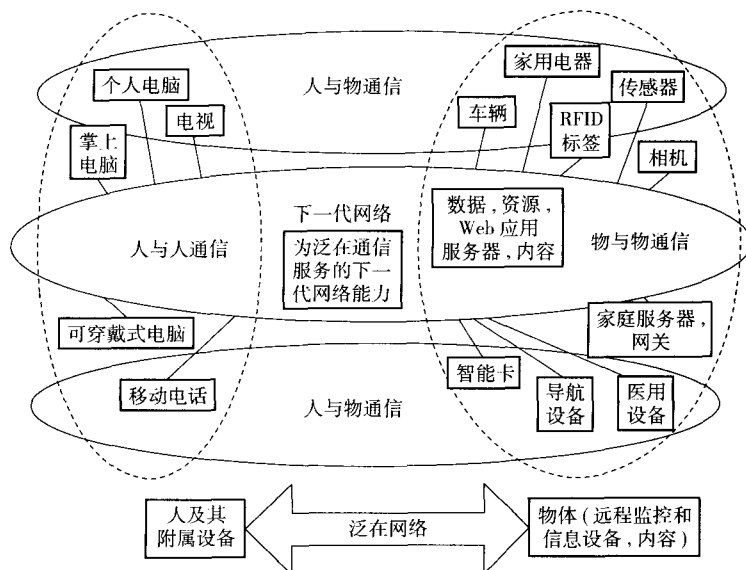 家用电器
个人电脑
人与物通信
传感器
车辆
RFID
标签
电视
掌上
电脑
相机
下一代网络
数据,资源,
Web 应用
服务器,内容
人与人通信
为泛在通信
服务的下一
代网络能力
物与物通信
可穿戴式电脑
家庭服务器,
网关
智能卡
移动电话
人与物通信
导航
设备
医用
设备
人及其
附属设备
泛在网络
物体(远程监控和
信息设备,内容)